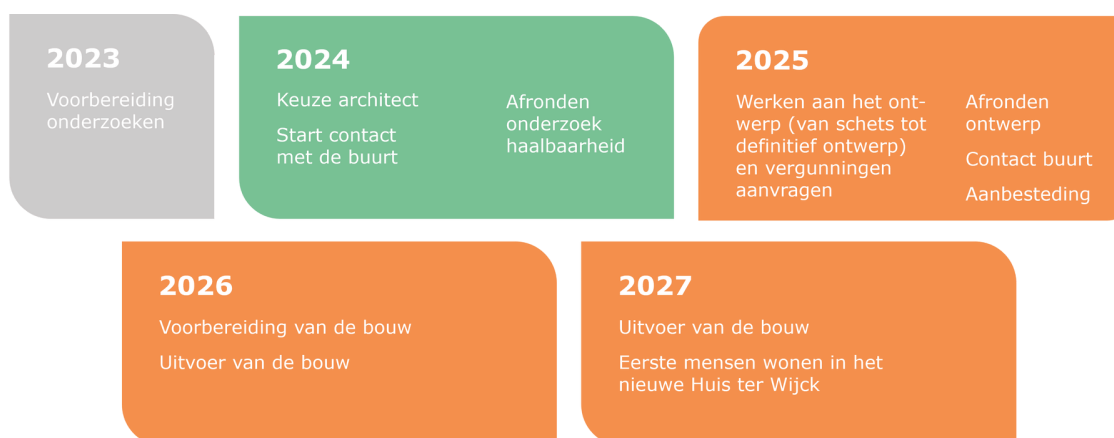 2023
Voorbereiding
onderzoeken
2024
Keuze architect
Start contact
met de buurt
Afronden
onderzoek
haalbaarheid
2025
Werken aan het ont-
werp (van schets tot
definitief ontwerp)
en vergunningen
aanvragen
Afronden
ontwerp
Contact buurt
Aanbesteding
2026
Voorbereiding van de bouw
Uitvoer van de bouw
2027
Uitvoer van de bouw
Eerste mensen wonen in het
nieuwe Huis ter Wijck